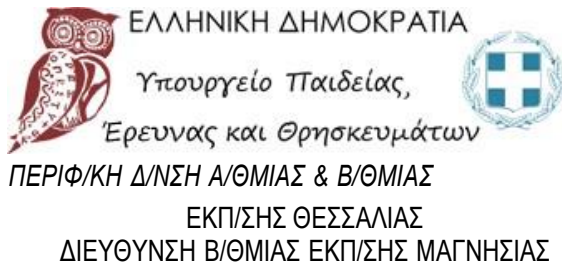 ΕΛΛΗΝΙΚΗ ΔΗΜΟΚΡΑΤΙΑ
Υπουργείο Παιδείας,
Έρευνας και Θρησκευμάτων
ΠΕΡΙΦ/ΚΗ Δ/ΝΣΗ Α/ΘΜΙΑΣ & Β/ΘΜΙΑΣ
ΕΚΠ/ΣΗΣ ΘΕΣΣΑΛΙΑΣ
ΔΙΕΥΘΥΝΣΗ Β/ΘΜΙΑΣ ΕΚΠ/ΣΗΣ ΜΑΓΝΗΣΙΑΣ